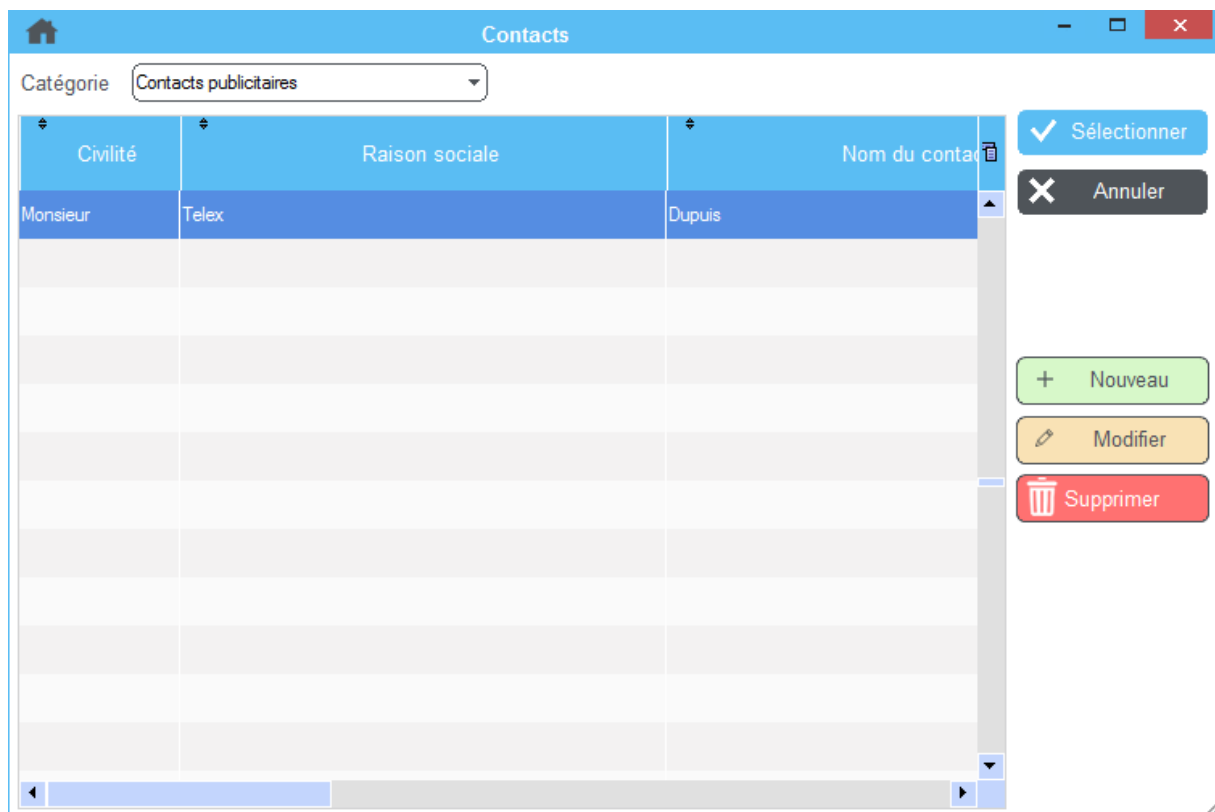 Contacts
Catégorie Contacts publicitaires
Civilité Raison sociale Nom du contac
Monsieur Telex Dupuis
Sélectionner
Annuler
Nouveau
Modifier
Supprimer